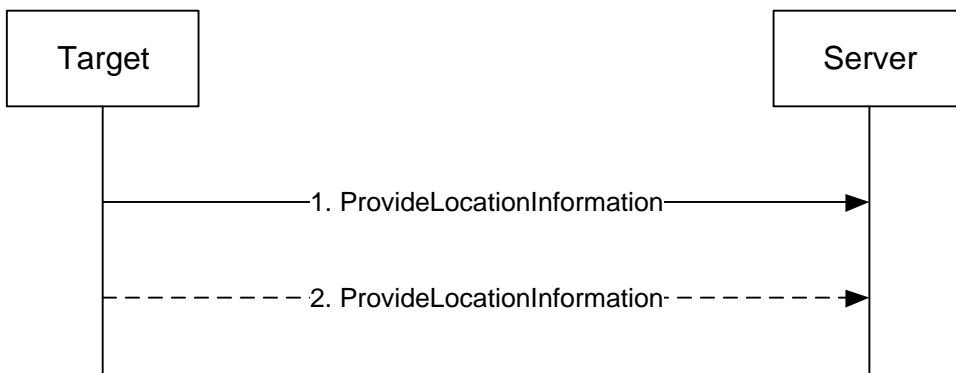 Target
Server
1. ProvideLocationInformation
2. ProvideLocationInformation